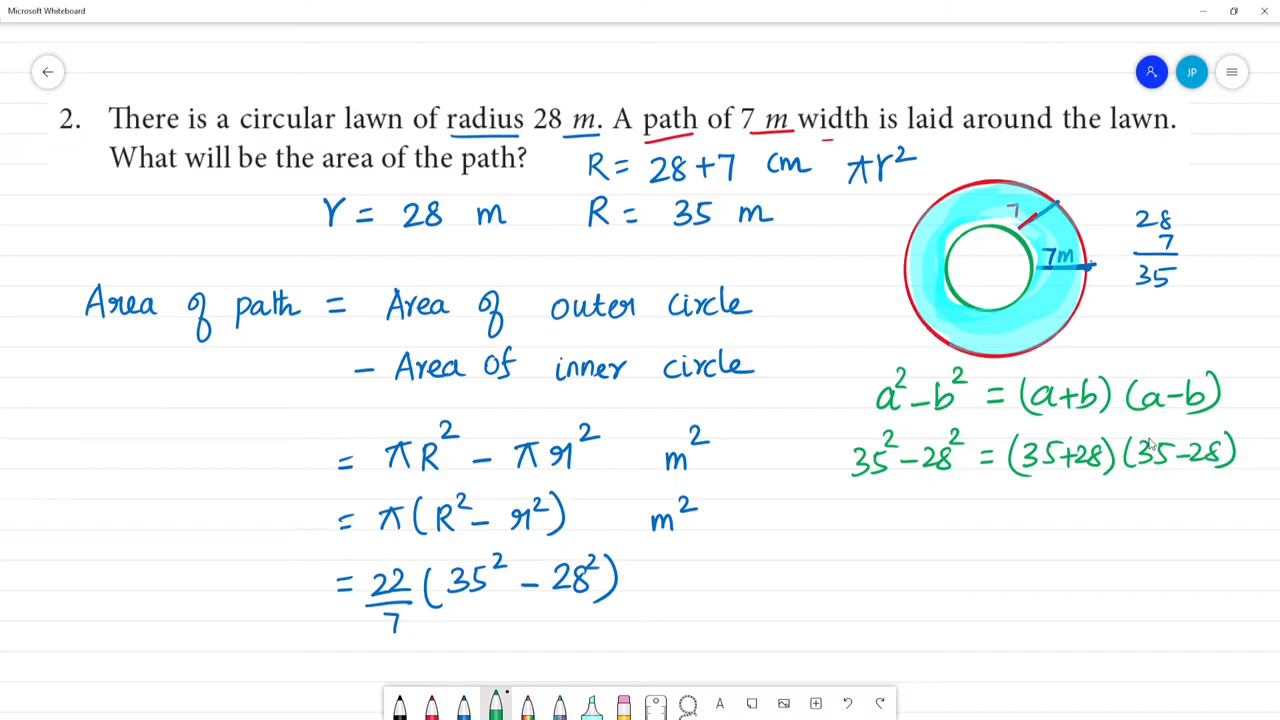 Microsoft Whiteboard
JP
2. There is a circular lawn of radius 28 m. A path of 7 m width is laid around the lawn.
What will be the area of the path?
R = 28+7 cm πr²
r = 28 m R = 35 m
7
7m
28
7
35
Area of path = Area of outer circle
- Area of inner circle
a² - b² = (a+b) (a-b)
= πR² - πr² m²
35² - 28² = (35+28) (35-28)
= π(R² - r²) m²
= 22/7 (35² - 28²)
A